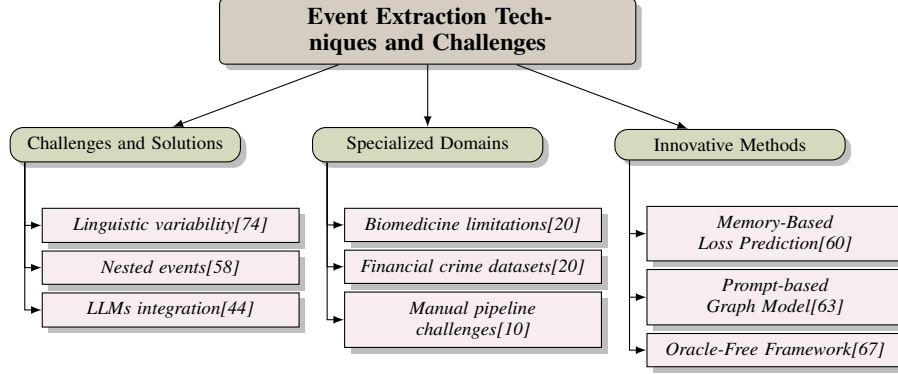 Event Extraction Tech-
niques and Challenges
Challenges and Solutions
Linguistic variability[74]
Nested events[58]
LLMs integration[44]
Specialized Domains
Biomedicine limitations[20]
Financial crime datasets[20]
Manual pipeline
challenges[10]
Innovative Methods
Memory-Based
Loss Prediction[60]
Prompt-based
Graph Model[63]
Oracle-Free Framework[67]